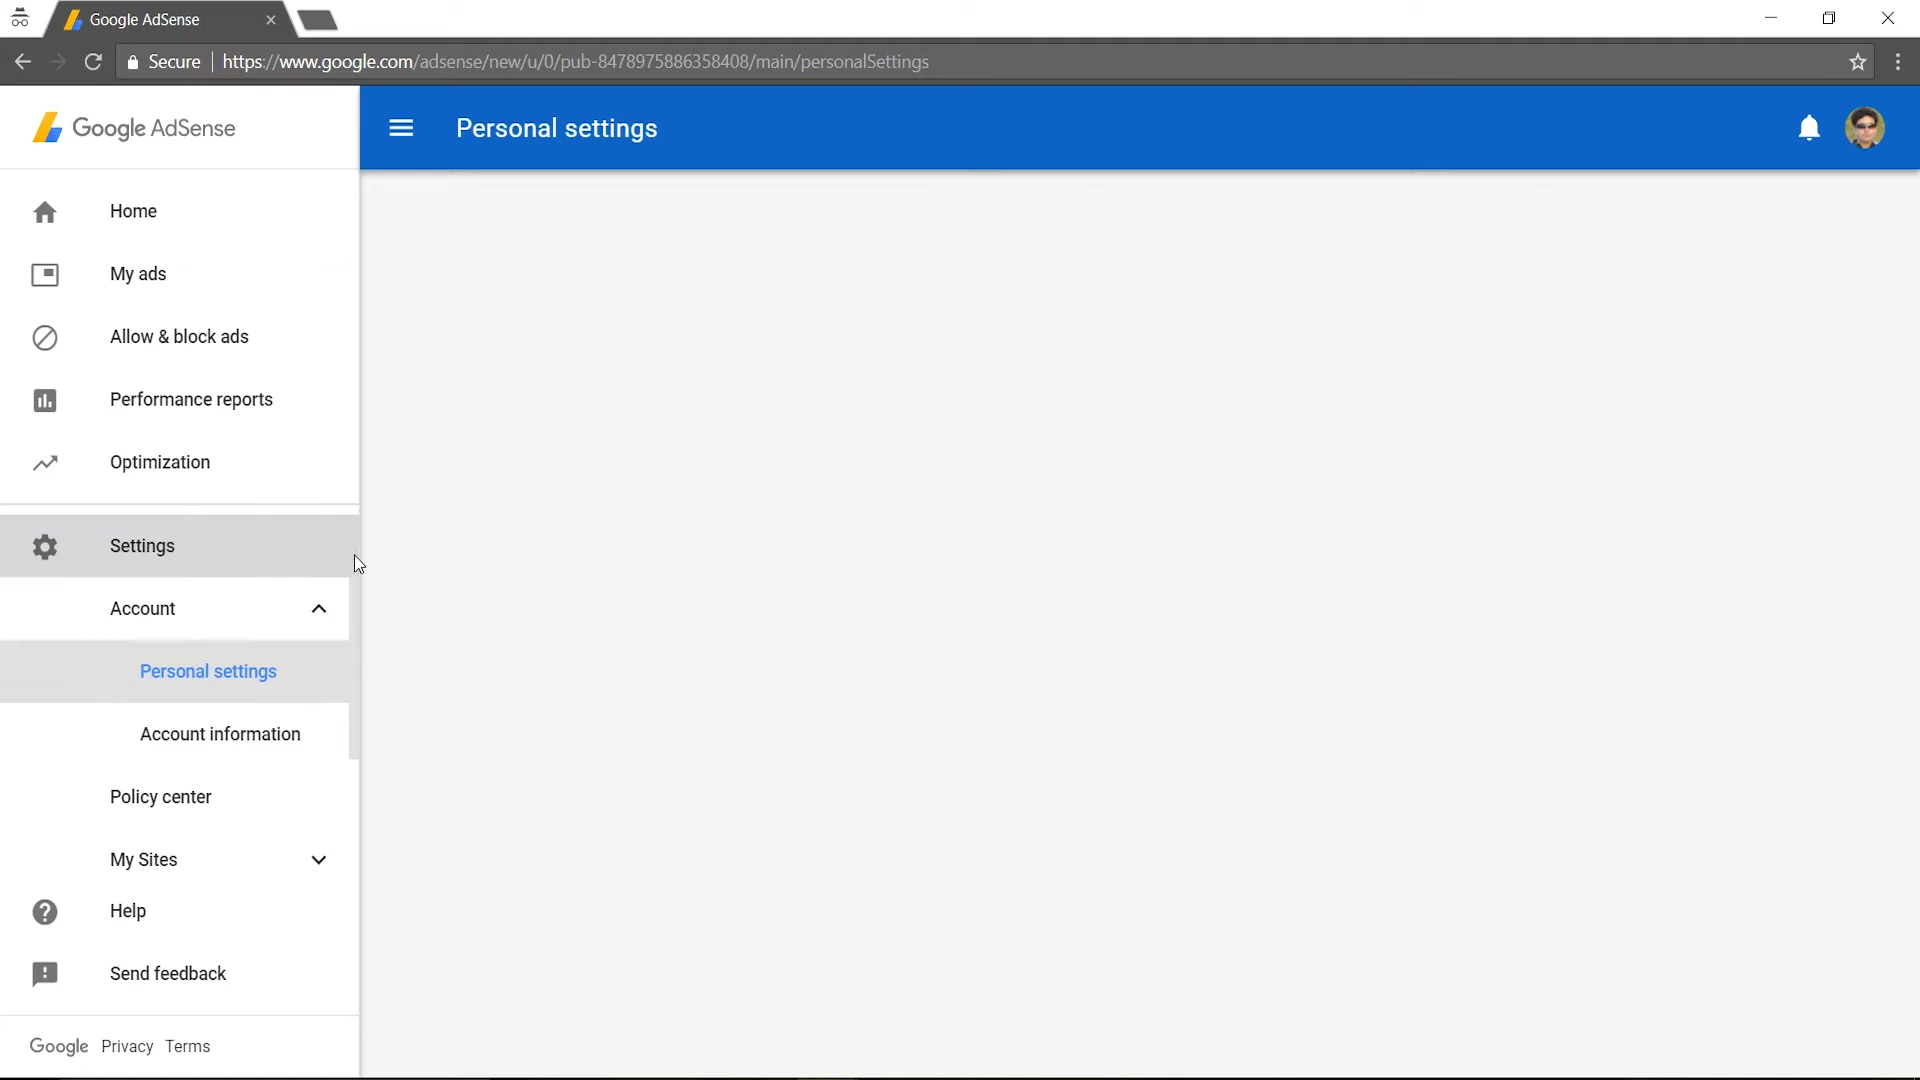 Google AdSense
Secure https://www.google.com/adsense/new/u/0/pub-8478975886358408/main/personalSettings
Google AdSense
Personal settings
Home
My ads
Allow & block ads
Performance reports
Optimization
Settings
Account
Personal settings
Account information
Policy center
My Sites
Help
Send feedback
Google Privacy Terms